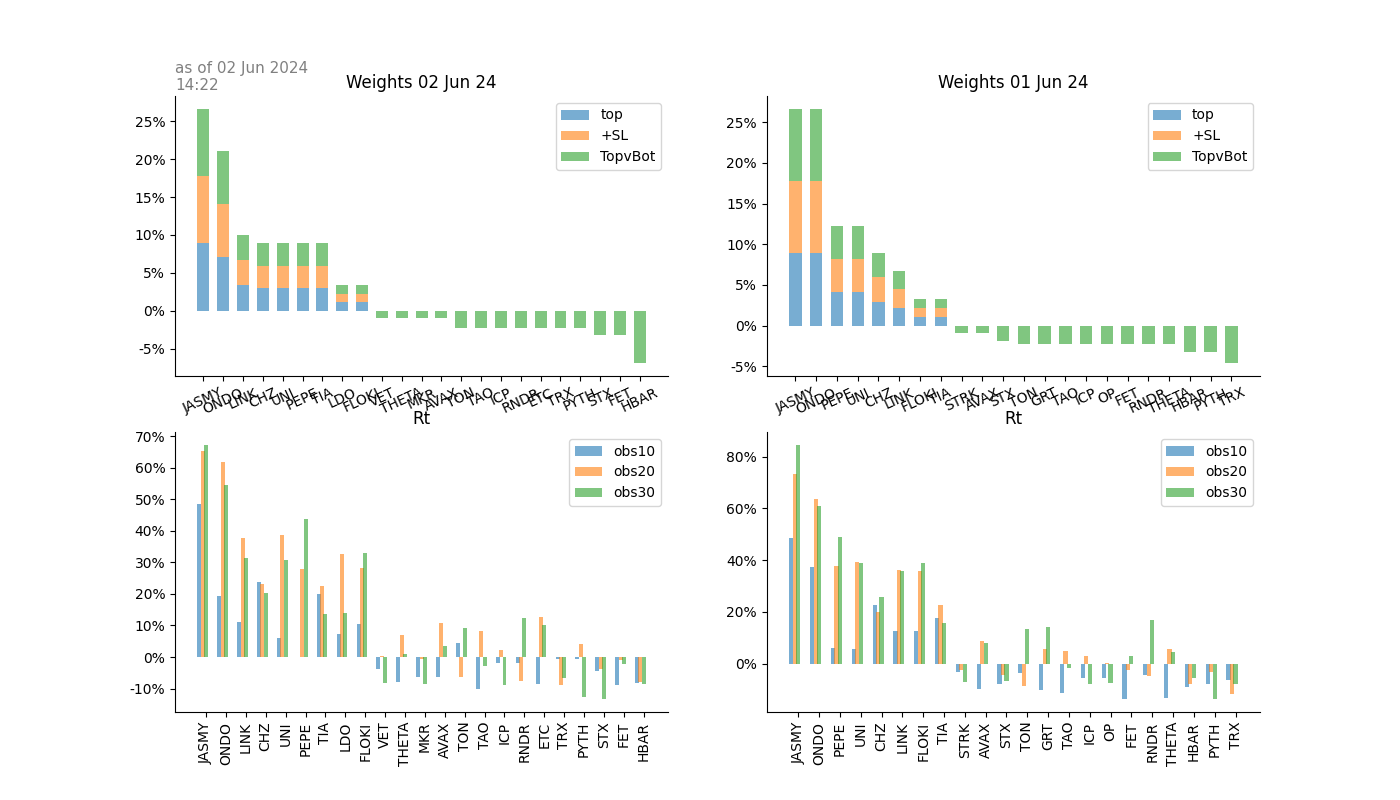 as of 02 Jun 2024
14:22
Weights 02 Jun 24
25%
20%
15%
10%
5%
0%
-5%
top
+SL
TopvBot
JASMY ONDO LINK CHZ UNI PEPE TIA LDO FLOKI VET THETA MKR AVAX TON TAO ICP RNDR ETC TRX PYTH STX FET HBAR
Weights 01 Jun 24
25%
20%
15%
10%
5%
0%
-5%
top
+SL
TopvBot
JASMY ONDO PEPE UNI CHZ LINK FLOKI TIA STRK AVAX STX TON GRT TAO ICP OP FET RNDR THETA HBAR PYTH TRX
Rt
70%
60%
50%
40%
30%
20%
10%
0%
-10%
obs10
obs20
obs30
JASMY ONDO LINK CHZ UNI PEPE TIA LDO FLOKI VET THETA MKR AVAX TON TAO ICP RNDR ETC TRX PYTH STX FET HBAR
Rt
80%
60%
40%
20%
0%
obs10
obs20
obs30
JASMY ONDO PEPE UNI CHZ LINK FLOKI TIA STRK AVAX STX TON GRT TAO ICP OP FET RNDR THETA HBAR PYTH TRX